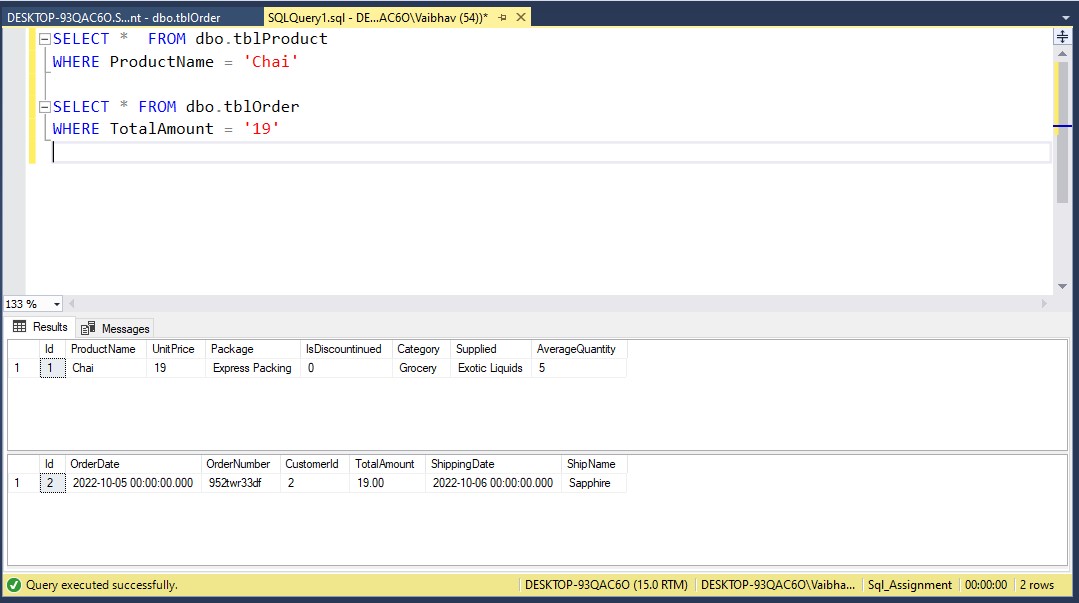 DESKTOP-93QAC6O.S...nt - dbo.tblOrder SQLQuery1.sql - DE...AC6O\Vaibhav (54))*
SELECT * FROM dbo.tblProduct
WHERE ProductName = 'Chai'
SELECT * FROM dbo.tblOrder
WHERE TotalAmount = '19'
133 %
Results Messages
Id ProductName UnitPrice Package IsDiscountinued Category Supplied AverageQuantity
1 1 Chai 19 Express Packing 0 Grocery Exotic Liquids 5
Id OrderDate OrderNumber CustomerId TotalAmount ShippingDate ShipName
1 2 2022-10-05 00:00:00.000 952twr33df 2 19.00 2022-10-06 00:00:00.000 Sapphire
Query executed successfully. DESKTOP-93QAC6O (15.0 RTM) DESKTOP-93QAC6O\Vaibha... Sql_Assignment 00:00:00 2 rows